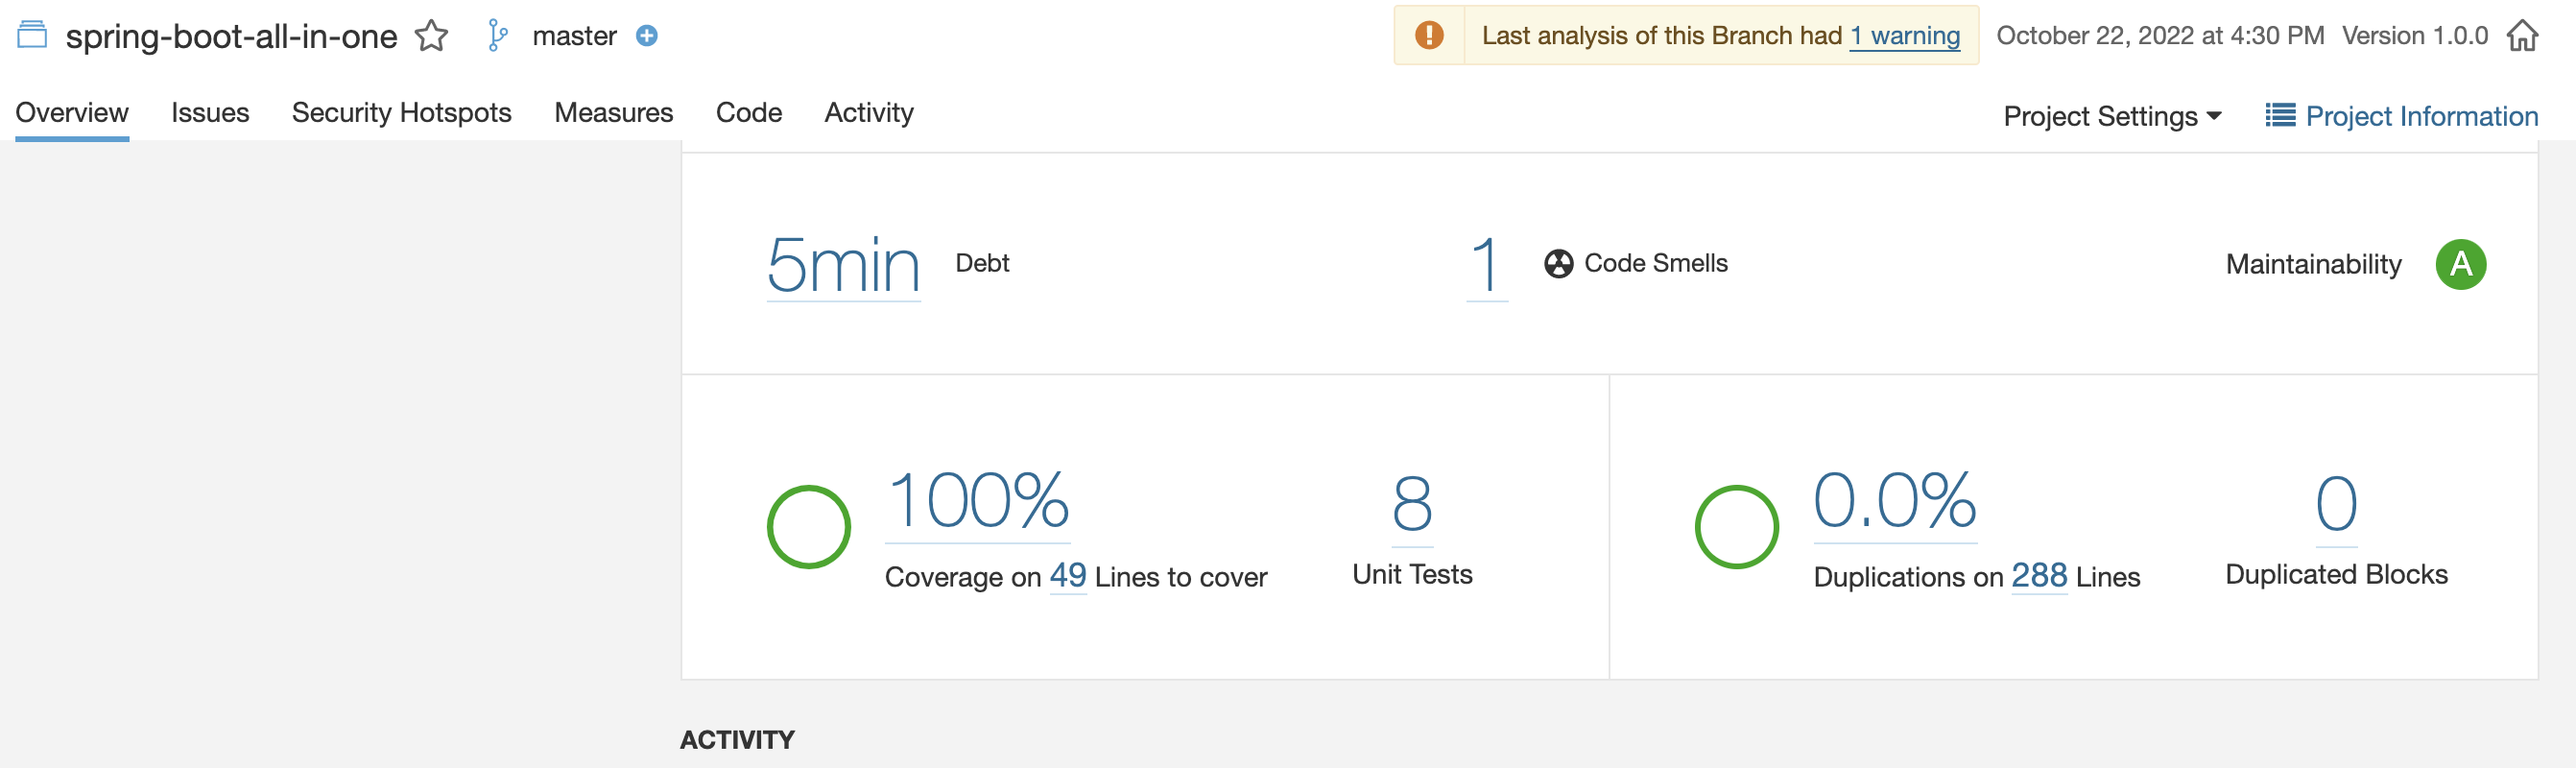 spring-boot-all-in-one master
Last analysis of this Branch had 1 warning October 22, 2022 at 4:30 PM Version 1.0.0
Overview Issues Security Hotspots Measures Code Activity
Project Settings Project Information
5min Debt
1 Code Smells
Maintainability A
100%
Coverage on 49 Lines to cover
8
Unit Tests
0.0%
Duplications on 288 Lines
0
Duplicated Blocks
ACTIVITY